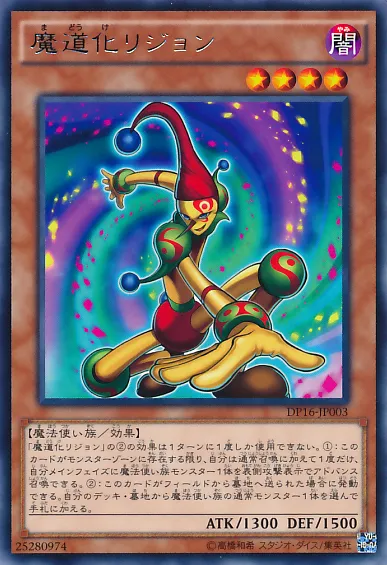 魔道化リジョン
闇
DP16-JP003
【魔法使い族/効果】
「魔道化リジョン」の②の効果は1ターンに1度しか使用できない。①:この
カードがモンスターゾーンに存在する限り、自分は通常召喚に加えて1度だけ、
自分メインフェイズに魔法使い族モンスター1体を表側攻撃表示でアドバンス
召喚できる。②:このカードがフィールドから墓地へ送られた場合に発動で
きる。自分のデッキ・墓地から魔法使い族の通常モンスター1体を選んで
手札に加える。
ATK/1300 DEF/1500
25280974
©高橋和希 スタジオ・ダイス/集英社